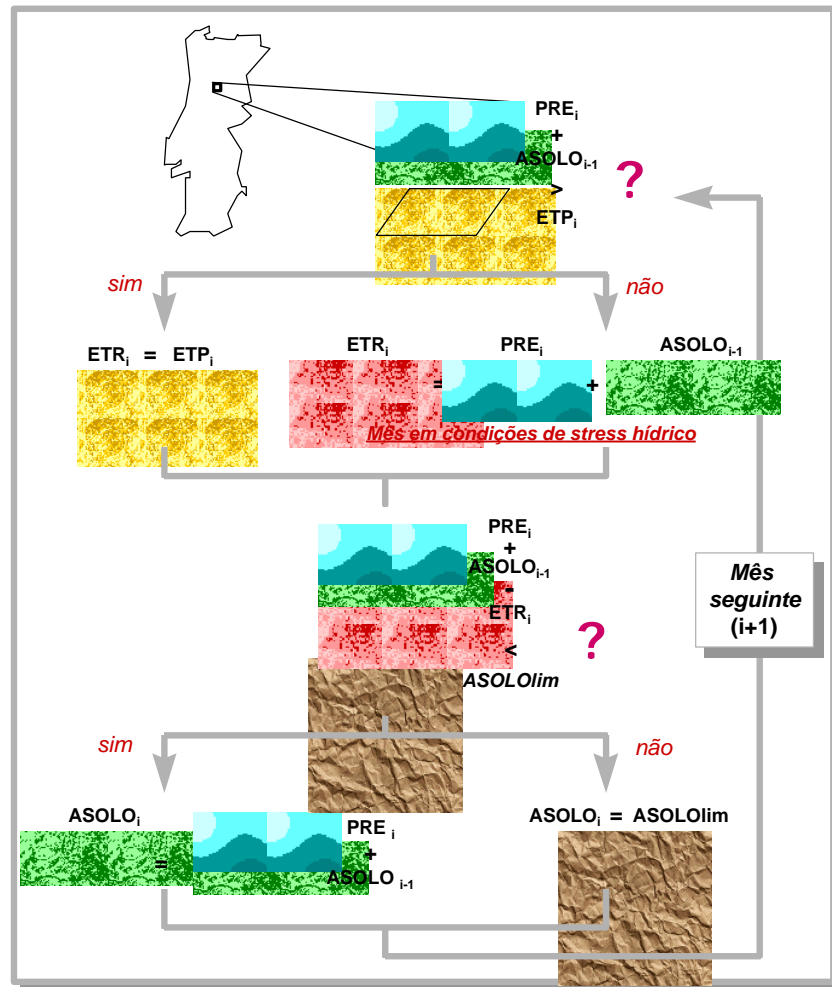 PREᵢ
+
ASOLOᵢ₋₁
>
ETPᵢ
?
sim
não
ETRᵢ = ETPᵢ
ETRᵢ
=
PREᵢ
+
ASOLOᵢ₋₁
Mês em condições de stress hídrico
PREᵢ
+
ASOLOᵢ₋₁
-
ETRᵢ
<
ASOLOlim
?
Mês
seguinte
(i+1)
sim
não
ASOLOᵢ
=
PRE ᵢ
+
ASOLO ᵢ₋₁
ASOLOᵢ = ASOLOlim